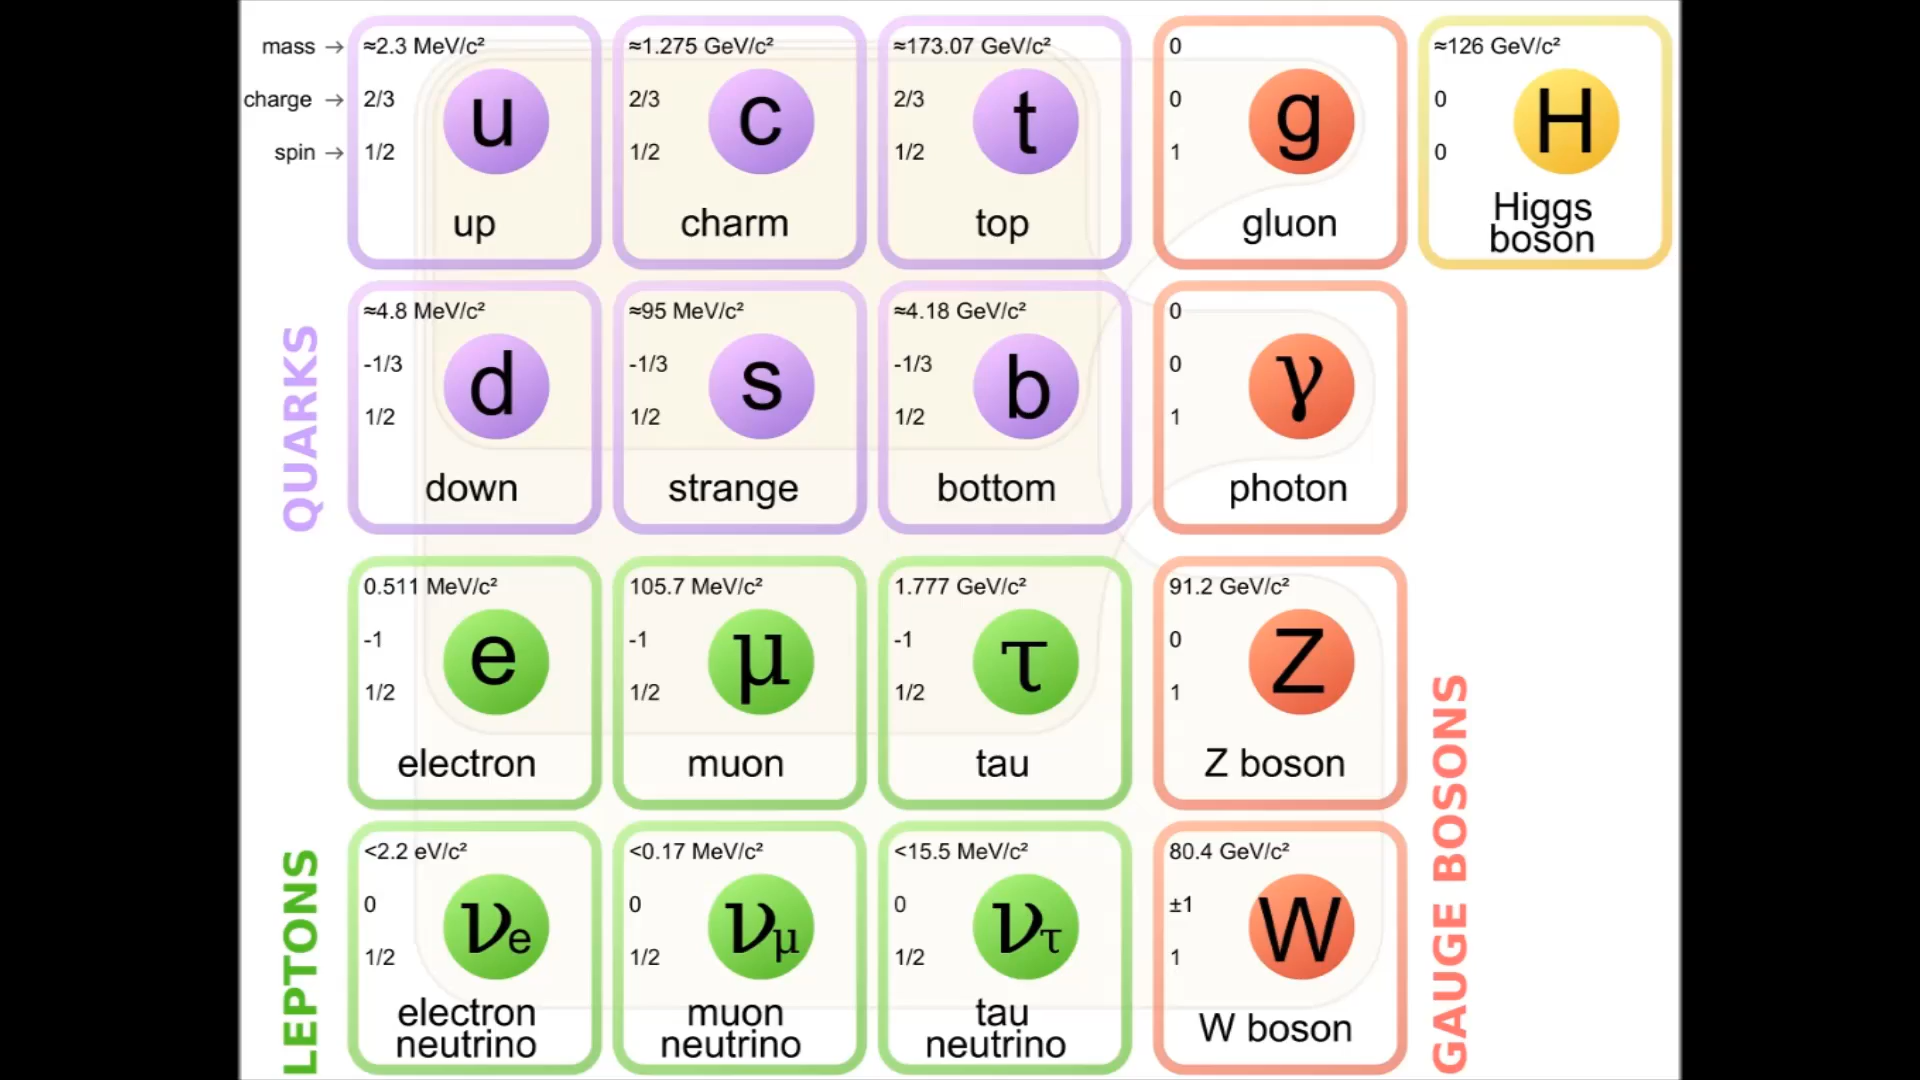 mass →
charge →
spin →
≈2.3 MeV/c²
2/3
1/2
u
up
≈1.275 GeV/c²
2/3
1/2
c
charm
≈173.07 GeV/c²
2/3
1/2
t
top
0
0
1
g
gluon
≈126 GeV/c²
0
0
H
Higgs
boson
QUARKS
≈4.8 MeV/c²
-1/3
1/2
d
down
≈95 MeV/c²
-1/3
1/2
s
strange
≈4.18 GeV/c²
-1/3
1/2
b
bottom
0
0
1
γ
photon
0.511 MeV/c²
-1
1/2
e
electron
105.7 MeV/c²
-1
1/2
μ
muon
1.777 GeV/c²
-1
1/2
τ
tau
91.2 GeV/c²
0
1
Z
Z boson
LEPTONS
<2.2 eV/c²
0
1/2
νe
electron
neutrino
<0.17 MeV/c²
0
1/2
νμ
muon
neutrino
<15.5 MeV/c²
0
1/2
ντ
tau
neutrino
80.4 GeV/c²
±1
1
W
W boson
GAUGE BOSONS